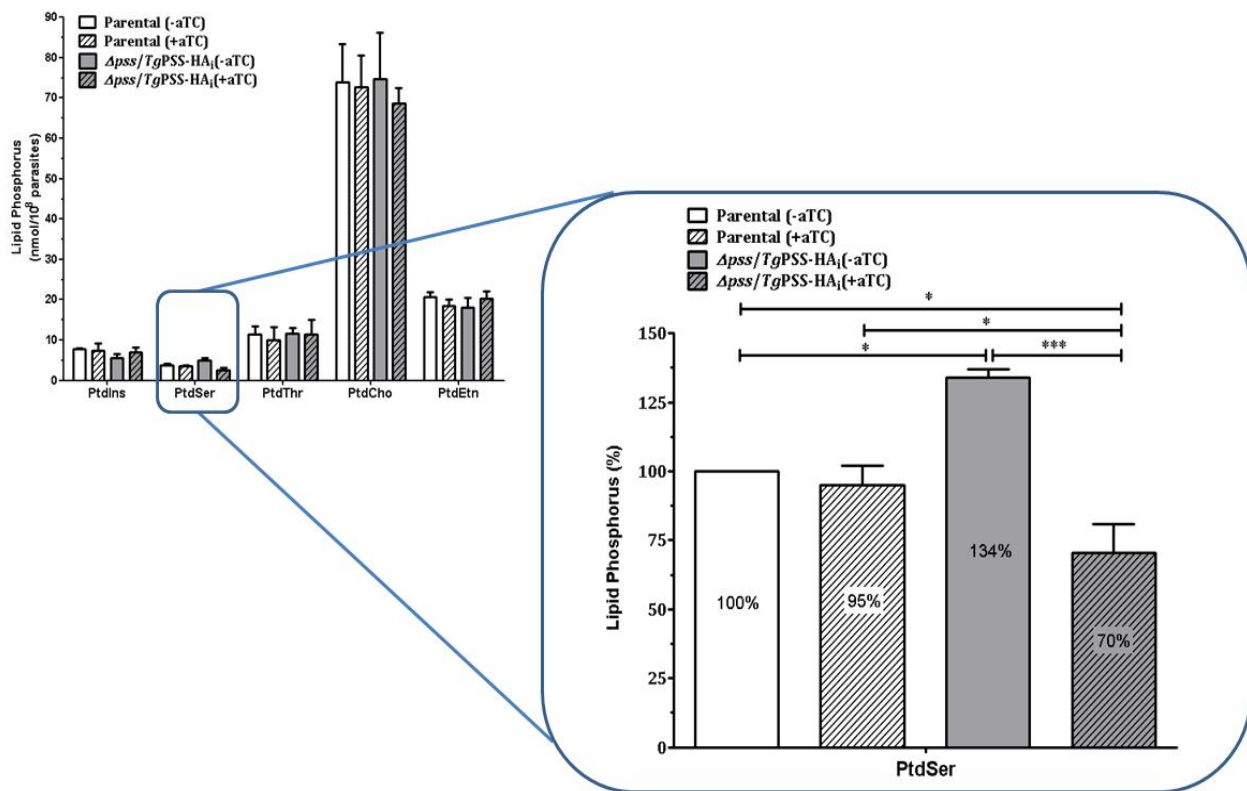 90
80
70
60
50
40
30
20
10
0
Lipid Phosphorus
(nmol/10⁸ parasites)
Parental (-aTC)
Parental (+aTC)
Δpss/TgPSS-HAᵢ(-aTC)
Δpss/TgPSS-HAᵢ(+aTC)
PtdIns PtdSer PtdThr PtdCho PtdEtn
Parental (-aTC)
Parental (+aTC)
Δpss/TgPSS-HAᵢ(-aTC)
Δpss/TgPSS-HAᵢ(+aTC)
*
*
* ***
150
125
100
75
50
25
0
Lipid Phosphorus (%)
100% 95% 134% 70%
PtdSer